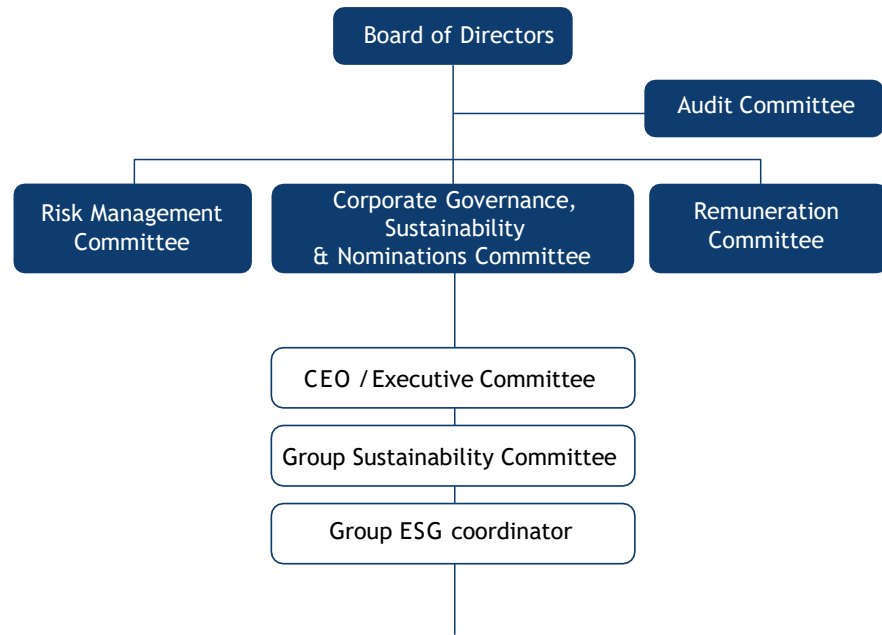 Board of Directors
Audit Committee
Risk Management
Committee
Corporate Governance,
Sustainability
& Nominations Committee
Remuneration
Committee
CEO / Executive Committee
Group Sustainability Committee
Group ESG coordinator